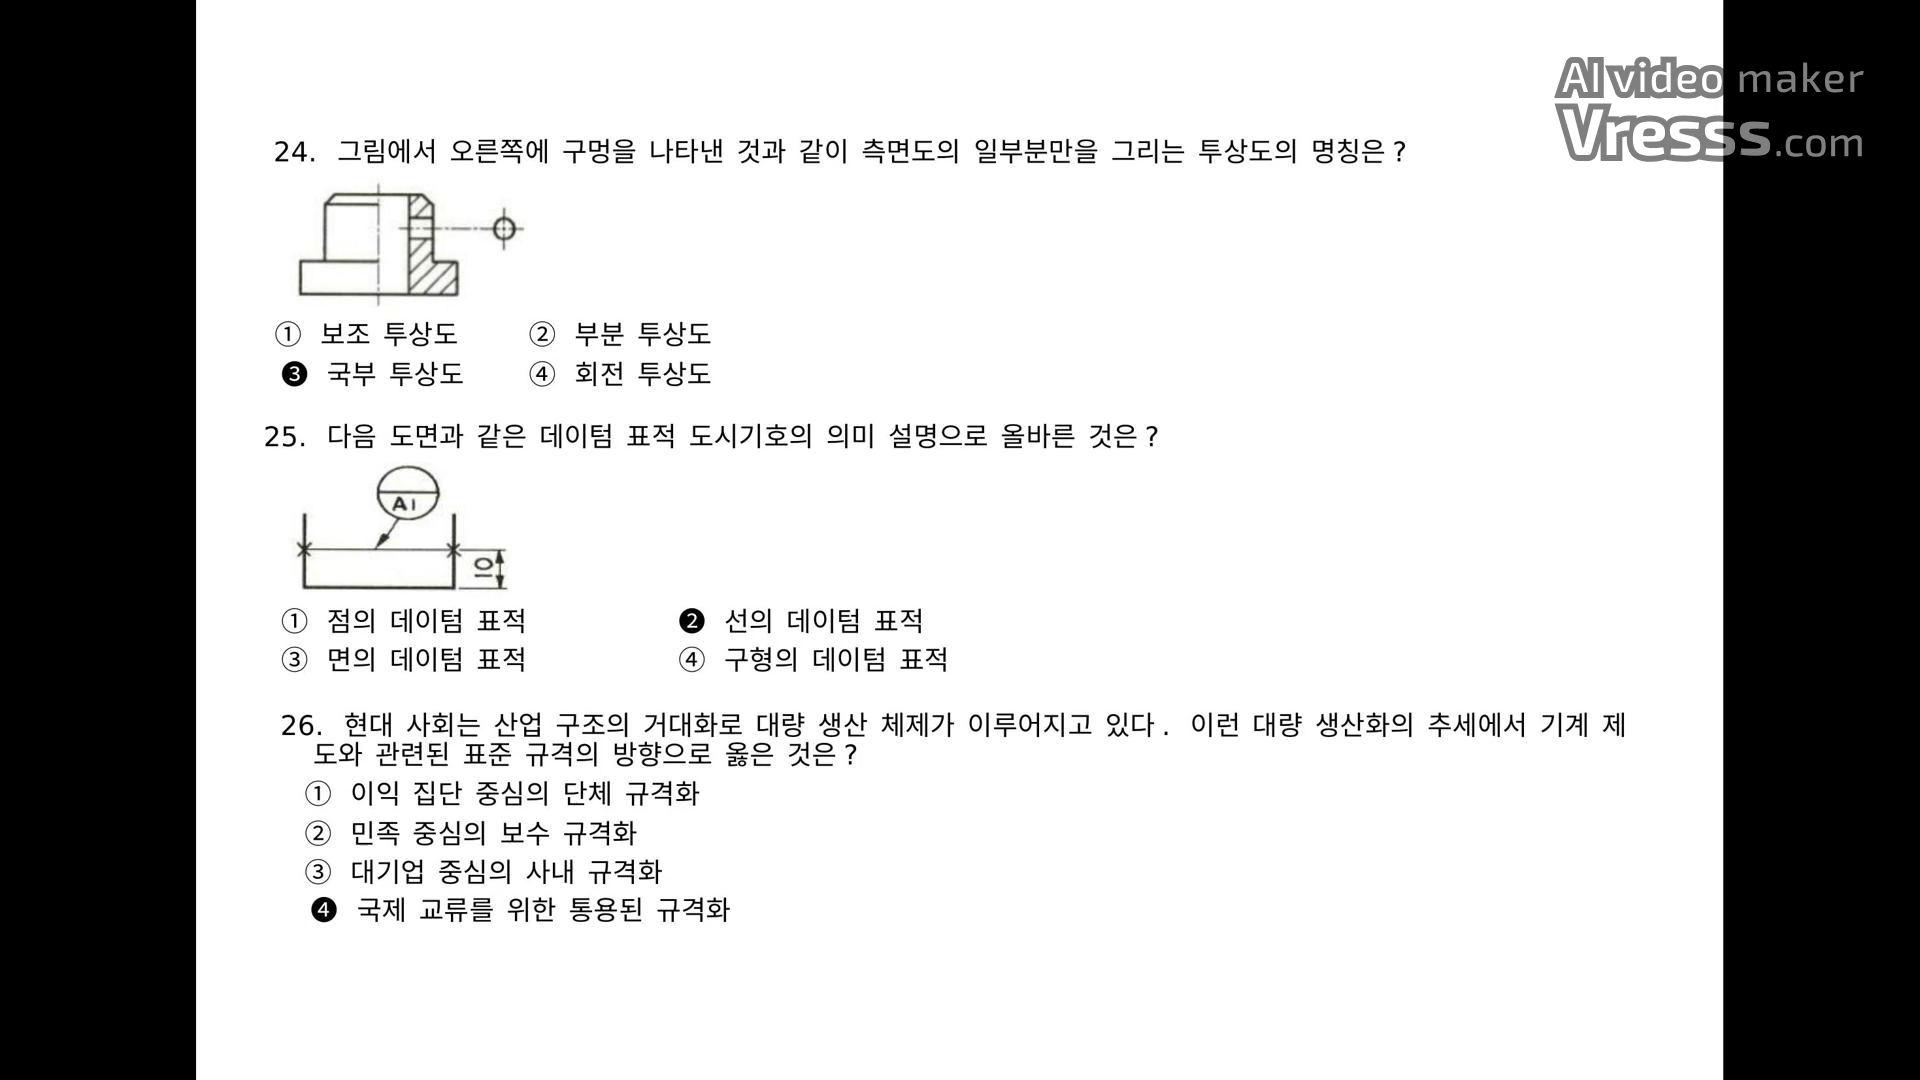 AI video maker
Vresss.com
24. 그림에서 오른쪽에 구멍을 나타낸 것과 같이 측면도의 일부분만을 그리는 투상도의 명칭은?
① 보조 투상도 ② 부분 투상도
❸ 국부 투상도 ④ 회전 투상도
25. 다음 도면과 같은 데이텀 표적 도시기호의 의미 설명으로 올바른 것은?
A1
10
① 점의 데이텀 표적 ❷ 선의 데이텀 표적
③ 면의 데이텀 표적 ④ 구형의 데이텀 표적
26. 현대 사회는 산업 구조의 거대화로 대량 생산 체제가 이루어지고 있다. 이런 대량 생산화의 추세에서 기계 제
도와 관련된 표준 규격의 방향으로 옳은 것은?
① 이익 집단 중심의 단체 규격화
② 민족 중심의 보수 규격화
③ 대기업 중심의 사내 규격화
❹ 국제 교류를 위한 통용된 규격화